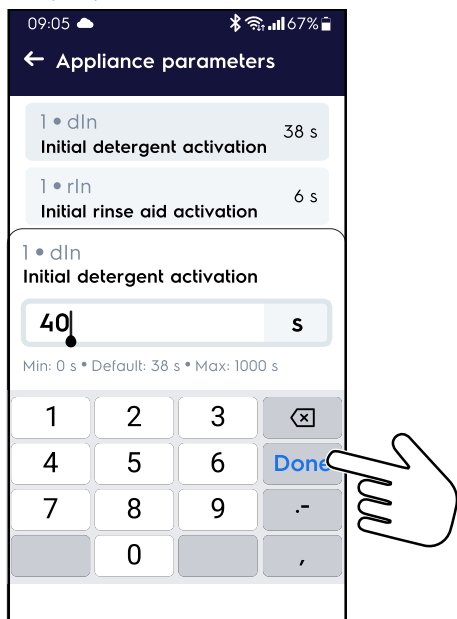 09:05 67%
← Appliance parameters
1 • dIn
Initial detergent activation 38 s
1 • rIn
Initial rinse aid activation 6 s
1 • dIn
Initial detergent activation
40 s
Min: 0 s • Default: 38 s • Max: 1000 s
1 2 3
4 5 6 Done
7 8 9 .-
0 ,